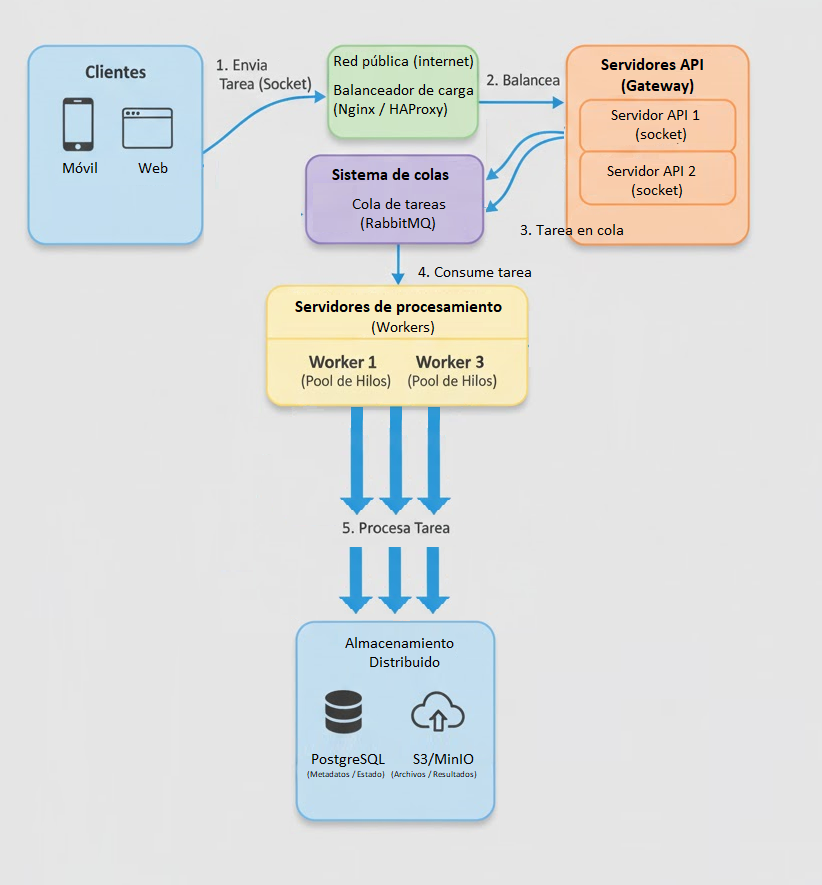 Clientes
Móvil
Web
1. Envia
Tarea (Socket)
Red pública (internet)
Balanceador de carga
(Nginx / HAProxy)
2. Balancea
Servidores API
(Gateway)
Servidor API 1
(socket)
Servidor API 2
(socket)
Sistema de colas
Cola de tareas
(RabbitMQ)
3. Tarea en cola
4. Consume tarea
Servidores de procesamiento
(Workers)
Worker 1
(Pool de Hilos)
Worker 3
(Pool de Hilos)
5. Procesa Tarea
Almacenamiento
Distribuido
PostgreSQL
(Metadatos / Estado)
S3/MinIO
(Archivos / Resultados)